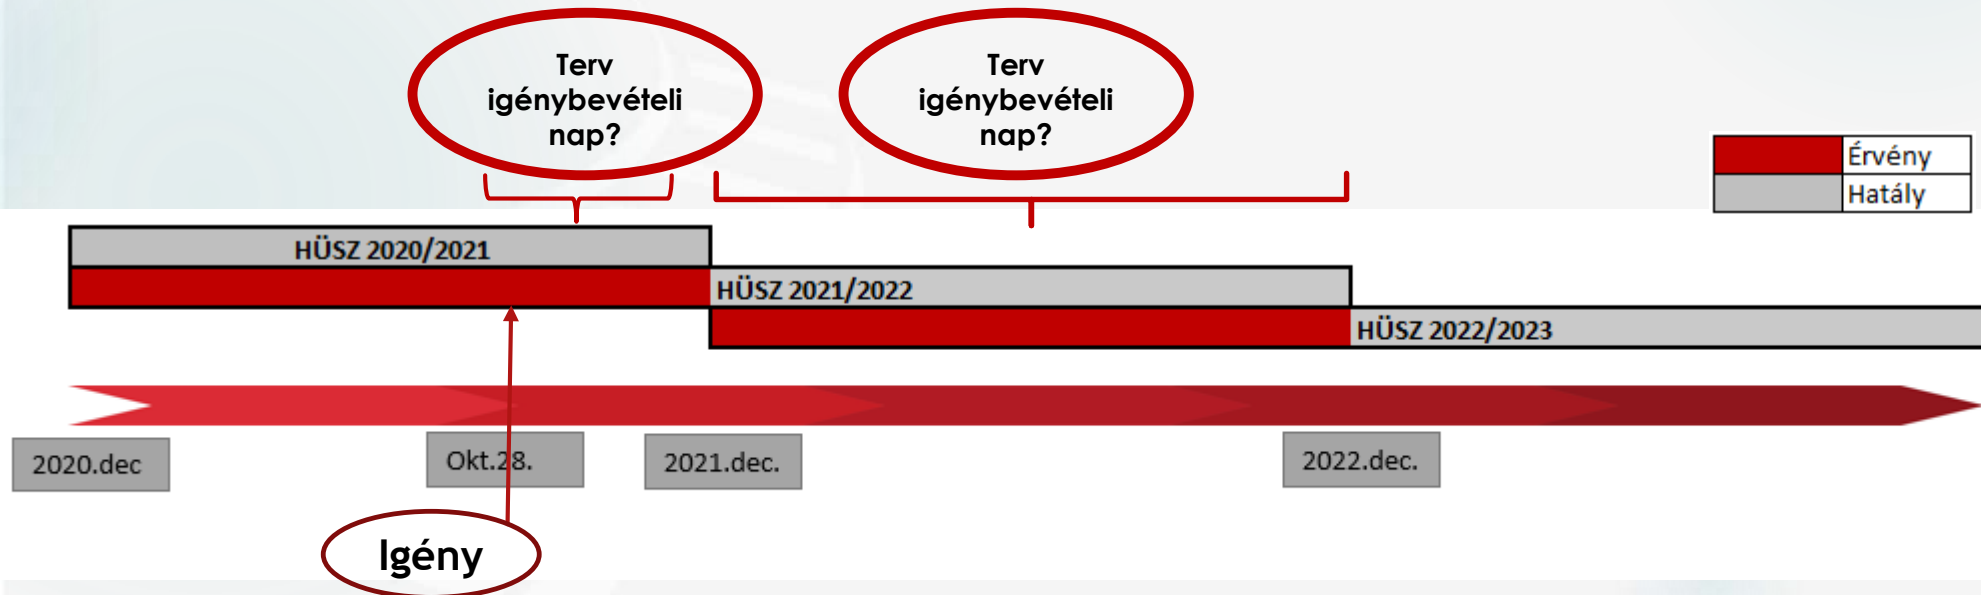 Terv
igénybevételi
nap?
Terv
igénybevételi
nap?
Érvény
Hatály
HÜSZ 2020/2021
HÜSZ 2021/2022
HÜSZ 2022/2023
2020.dec
Okt.28.
2021.dec.
2022.dec.
Igény